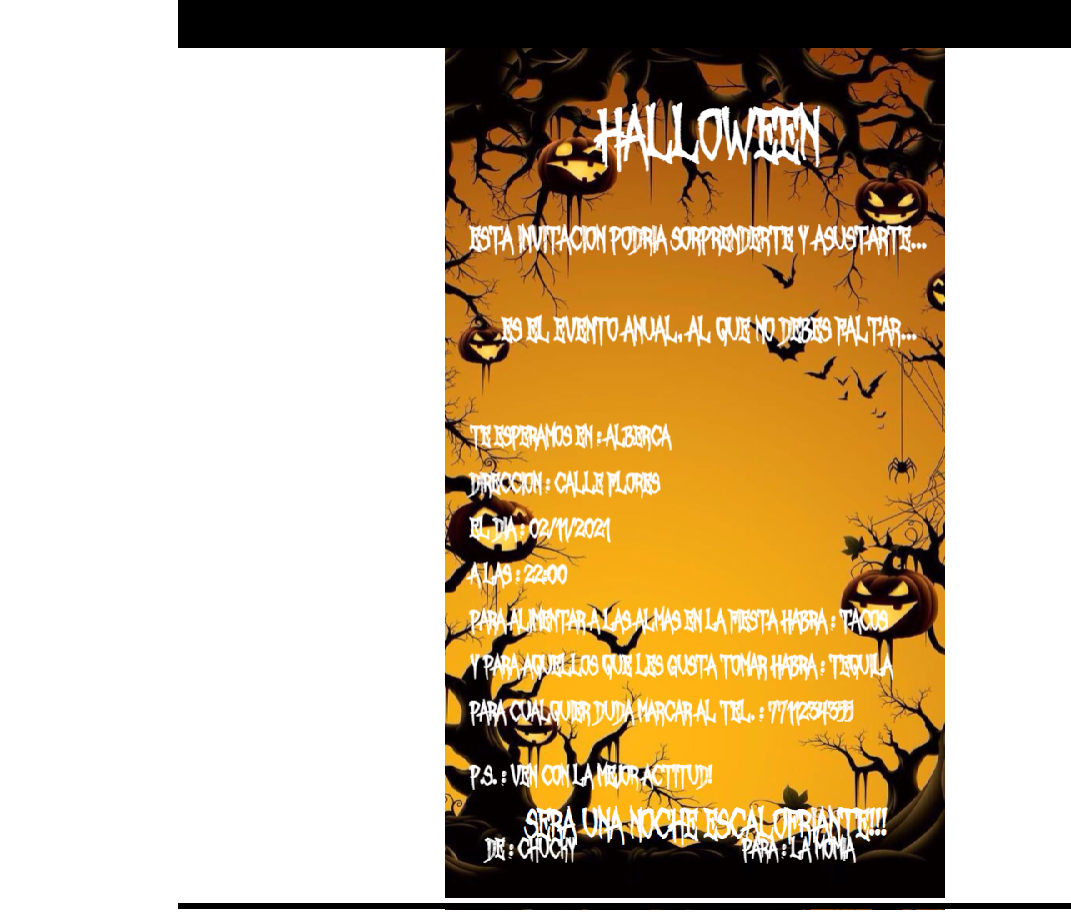 HALLOWEEN
ESTA INVITACION PODRIA SORPRENDERTE Y ASUSTARTE...
ES EL EVENTO ANUAL, AL QUE NO DEBES FALTAR...
TE ESPERAMOS EN : ALBERCA
DIRECCION : CALLE FLORES
EL DIA : 02/11/2021
A LAS : 22:00
PARA ALIMENTAR A LAS ALMAS EN LA FIESTA HABRA : TACOS
Y PARA AQUELLOS QUE LES GUSTA TOMAR HABRA : TEQUILA
PARA CUALQUIER DUDA MARCAR AL TEL. :
P.S. : VEN CON LA MEJOR ACTITUD!
SERA UNA NOCHE ESCALOFRIANTE!!!
DE : CHUCKY PARA : LA MOMIA